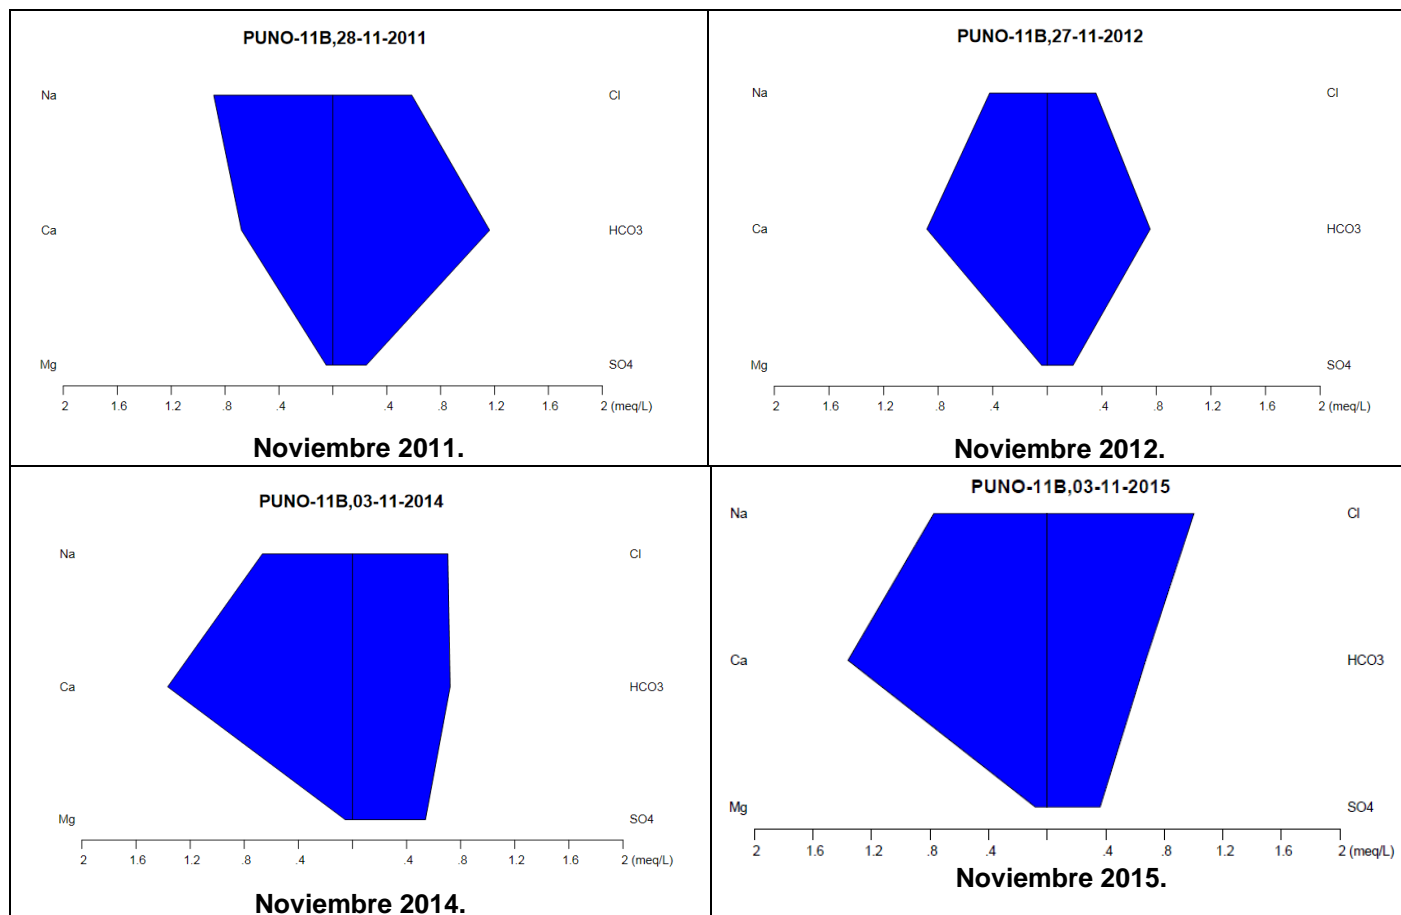 PUNO-11B,28-11-2011
Na Cl
Ca HCO3
Mg SO4
2 1.6 1.2 .8 .4 .4 .8 1.2 1.6 2 (meq/L)
Noviembre 2011.
PUNO-11B,27-11-2012
Na Cl
Ca HCO3
Mg SO4
2 1.6 1.2 .8 .4 .4 .8 1.2 1.6 2 (meq/L)
Noviembre 2012.
PUNO-11B,03-11-2014
Na Cl
Ca HCO3
Mg SO4
2 1.6 1.2 .8 .4 .4 .8 1.2 1.6 2 (meq/L)
Noviembre 2014.
PUNO-11B,03-11-2015
Na Cl
Ca HCO3
Mg SO4
2 1.6 1.2 .8 .4 .4 .8 1.2 1.6 2 (meq/L)
Noviembre 2015.